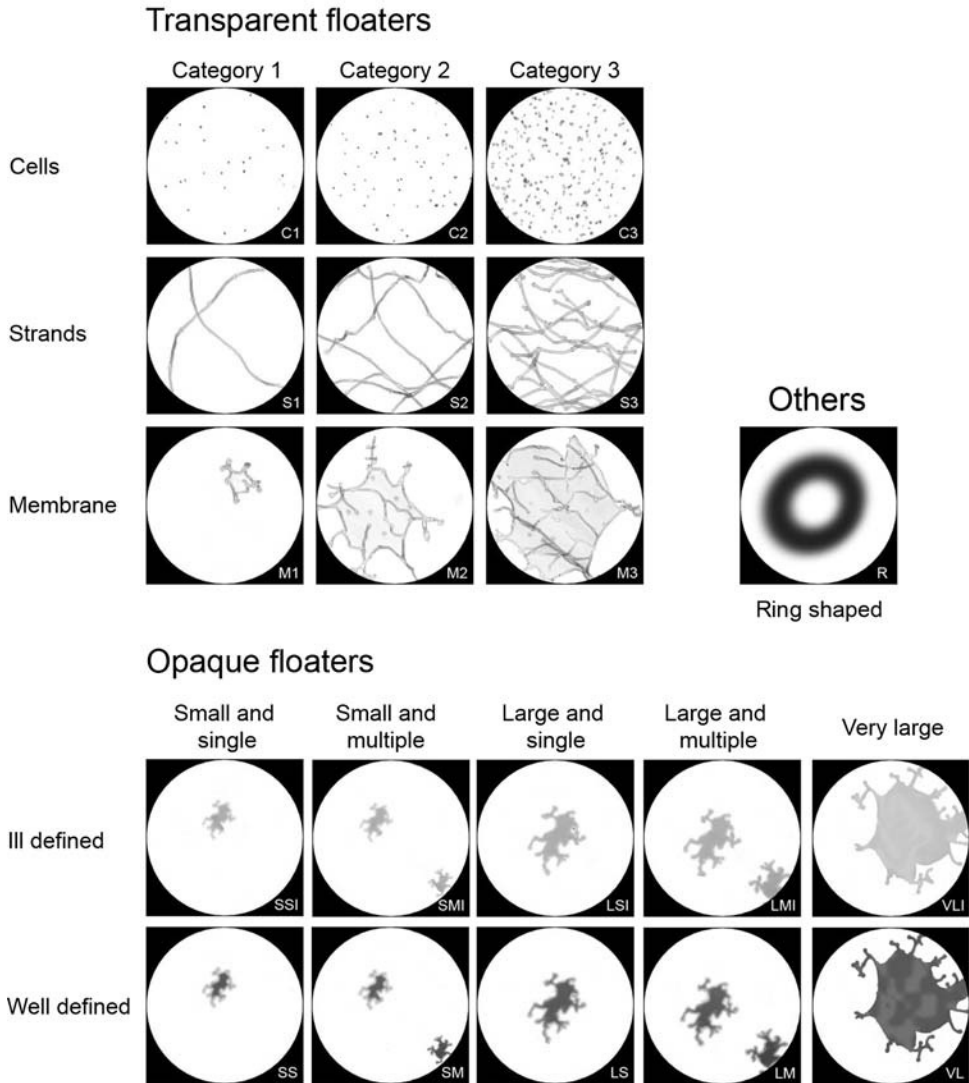 Transparent floaters
Category 1
Category 2
Category 3
Cells
C1
C2
C3
Strands
S1
S2
S3
Others
Membrane
M1
M2
M3
R
Ring shaped
Opaque floaters
Small and
single
Small and
multiple
Large and
single
Large and
multiple
Very large
Ill defined
SSI
SMI
LSI
LMI
VLI
Well defined
SS
SM
LS
LM
VL